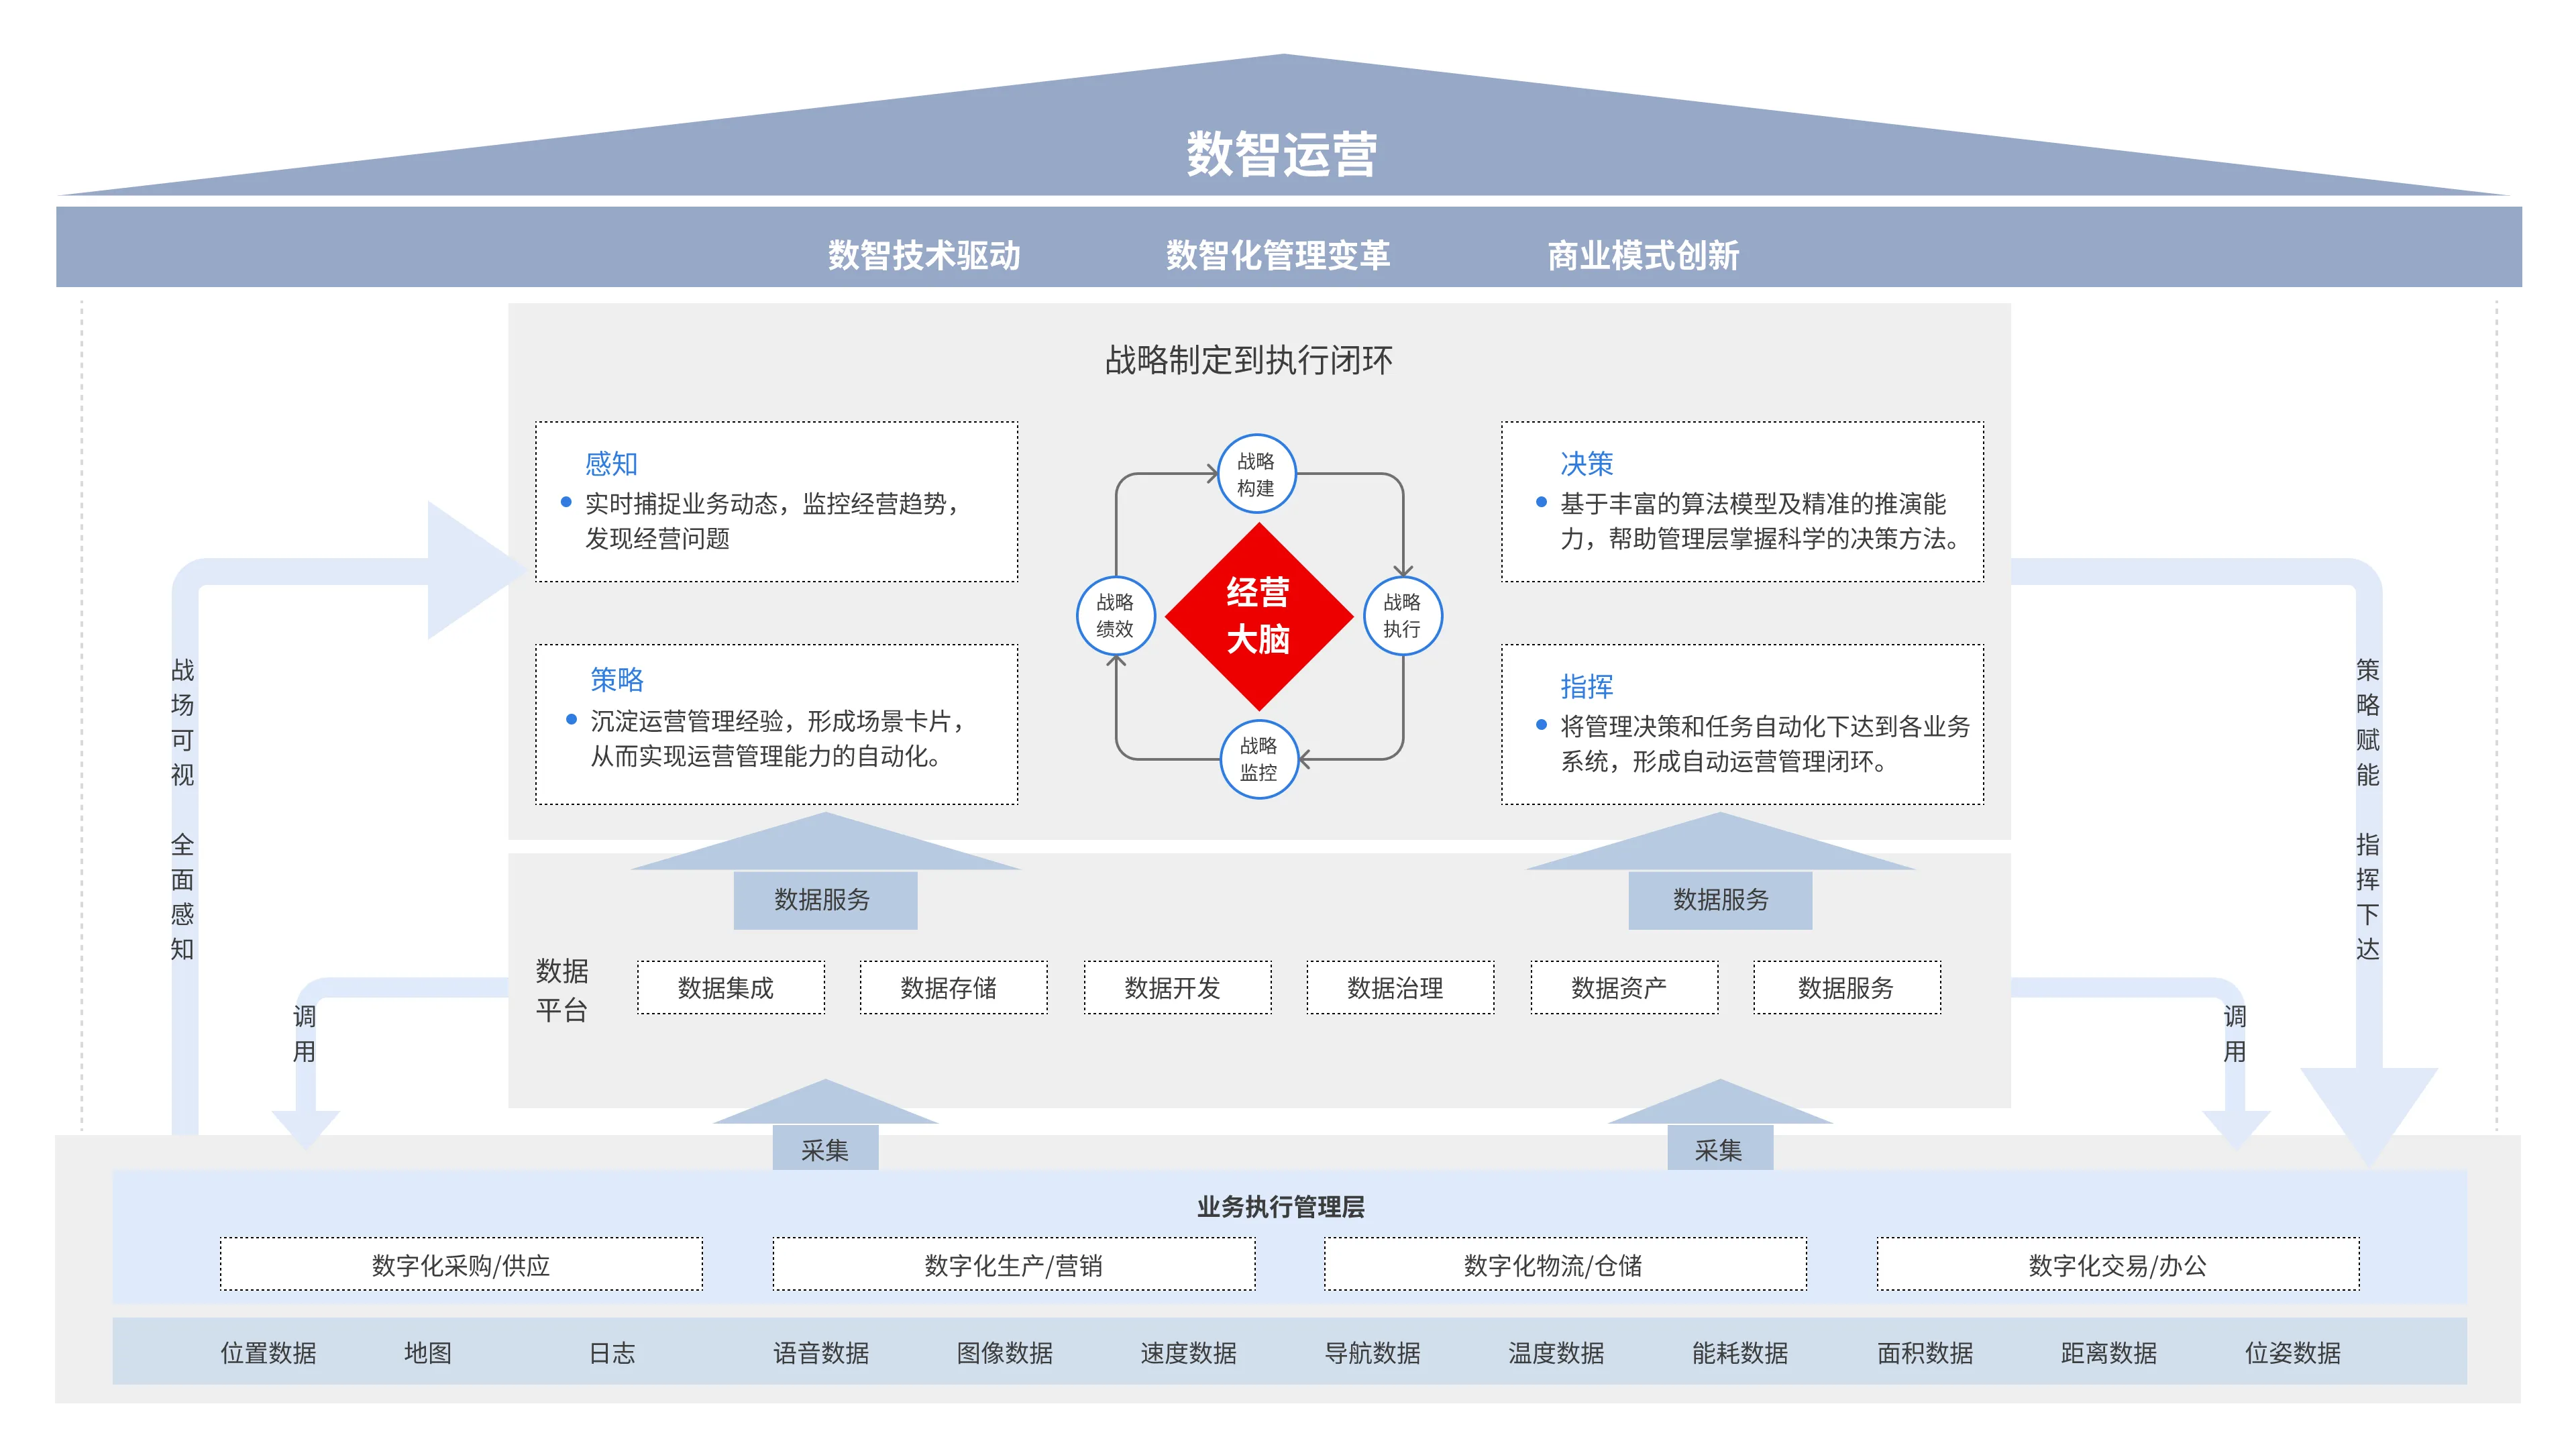 数智运营
数智技术驱动
数智化管理变革
商业模式创新
战略制定到执行闭环
感知
实时捕捉业务动态，监控经营趋势，
发现经营问题
策略
沉淀运营管理经验，形成场景卡片，
从而实现运营管理能力的自动化。
战略
构建
战略
执行
战略
监控
战略
绩效
经营
大脑
决策
基于丰富的算法模型及精准的推演能
力，帮助管理层掌握科学的决策方法。
指挥
将管理决策和任务自动化下达到各业务
系统，形成自动运营管理闭环。
战场可视 全面感知
策略赋能 指挥下达
数据服务
数据服务
数据
平台
数据集成
数据存储
数据开发
数据治理
数据资产
数据服务
调用
调用
采集
采集
业务执行管理层
数字化采购/供应
数字化生产/营销
数字化物流/仓储
数字化交易/办公
位置数据
地图
日志
语音数据
图像数据
速度数据
导航数据
温度数据
能耗数据
面积数据
距离数据
位姿数据